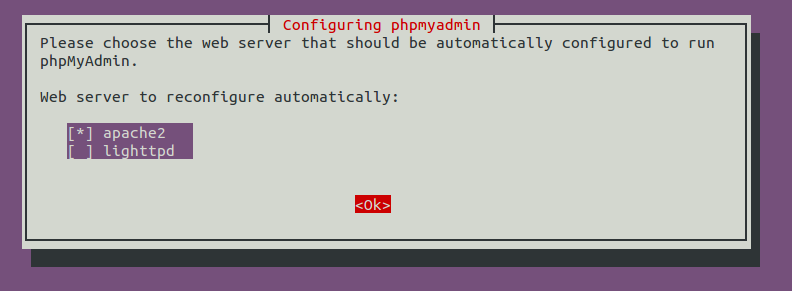 Configuring phpmyadmin
Please choose the web server that should be automatically configured to run
phpMyAdmin.
Web server to reconfigure automatically:
[*] apache2
[ ] lighttpd
<Ok>